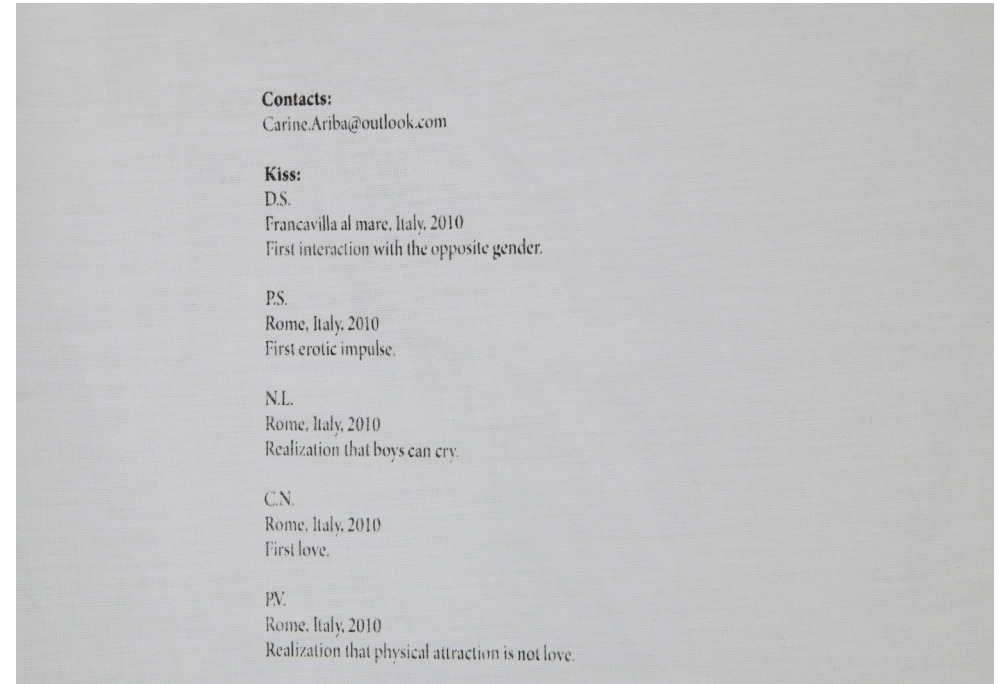 Contacts:
Carine.Ariba@outlook.com
Kiss:
D.S.
Francavilla al mare, Italy, 2010
First interaction with the opposite gender.
P.S.
Rome, Italy, 2010
First erotic impulse.
N.L.
Rome, Italy, 2010
Realization that boys can cry.
C.N.
Rome, Italy, 2010
First love.
P.V.
Rome, Italy, 2010
Realization that physical attraction is not love.